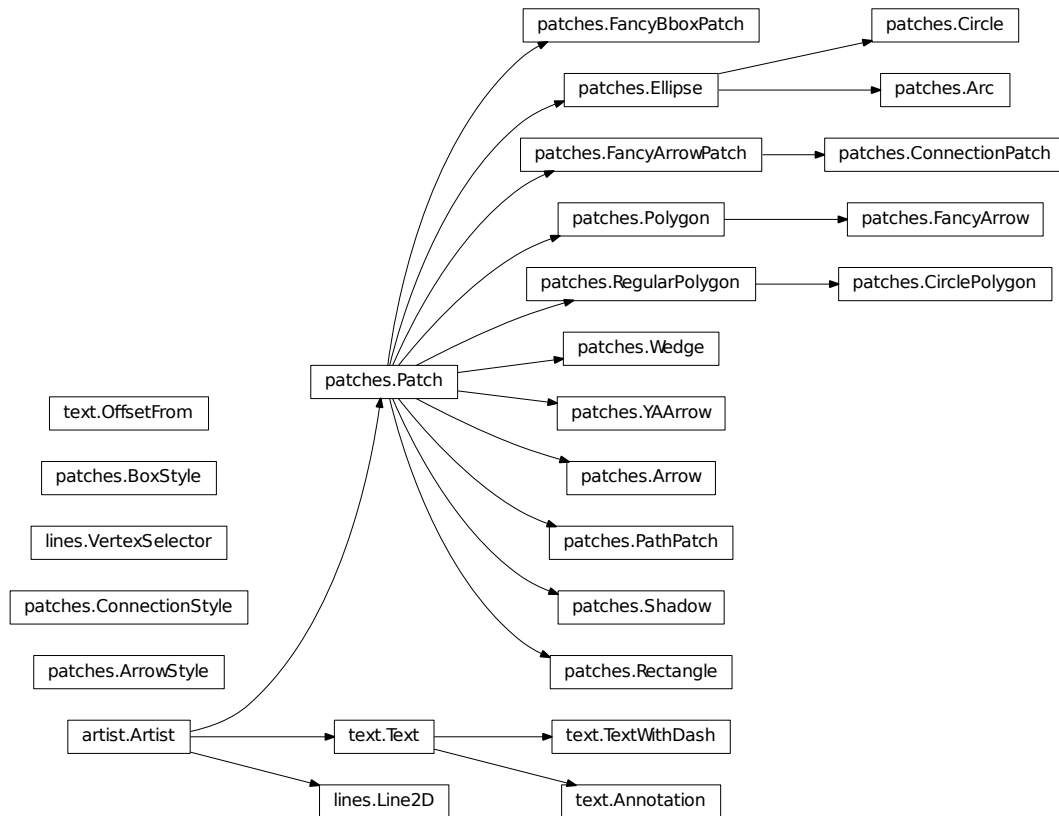 patches.FancyBboxPatch
patches.Circle
patches.Ellipse
patches.Arc
patches.FancyArrowPatch
patches.ConnectionPatch
patches.Polygon
patches.FancyArrow
patches.RegularPolygon
patches.CirclePolygon
patches.Wedge
patches.Patch
text.OffsetFrom
patches.YAArrow
patches.BoxStyle
patches.Arrow
lines.VertexSelector
patches.PathPatch
patches.ConnectionStyle
patches.Shadow
patches.ArrowStyle
patches.Rectangle
artist.Artist
text.Text
text.TextWithDash
lines.Line2D
text.Annotation